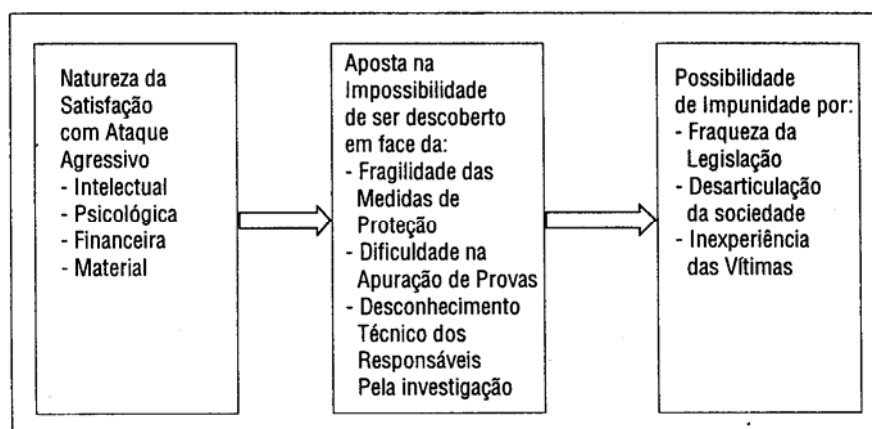 Natureza da
Satisfação
com Ataque
Agressivo
- Intelectual
- Psicológica
- Financeira
- Material
Aposta na
Impossibilidade
de ser descoberto
em face da:
- Fragilidade das
Medidas de
Proteção
- Dificuldade na
Apuração de Provas
- Desconhecimento
Técnico dos
Responsáveis
Pela investigação
Possibilidade
de Impunidade por:
- Fraqueza da
Legislação
- Desarticulação
da sociedade
- Inexperiência
das Vítimas